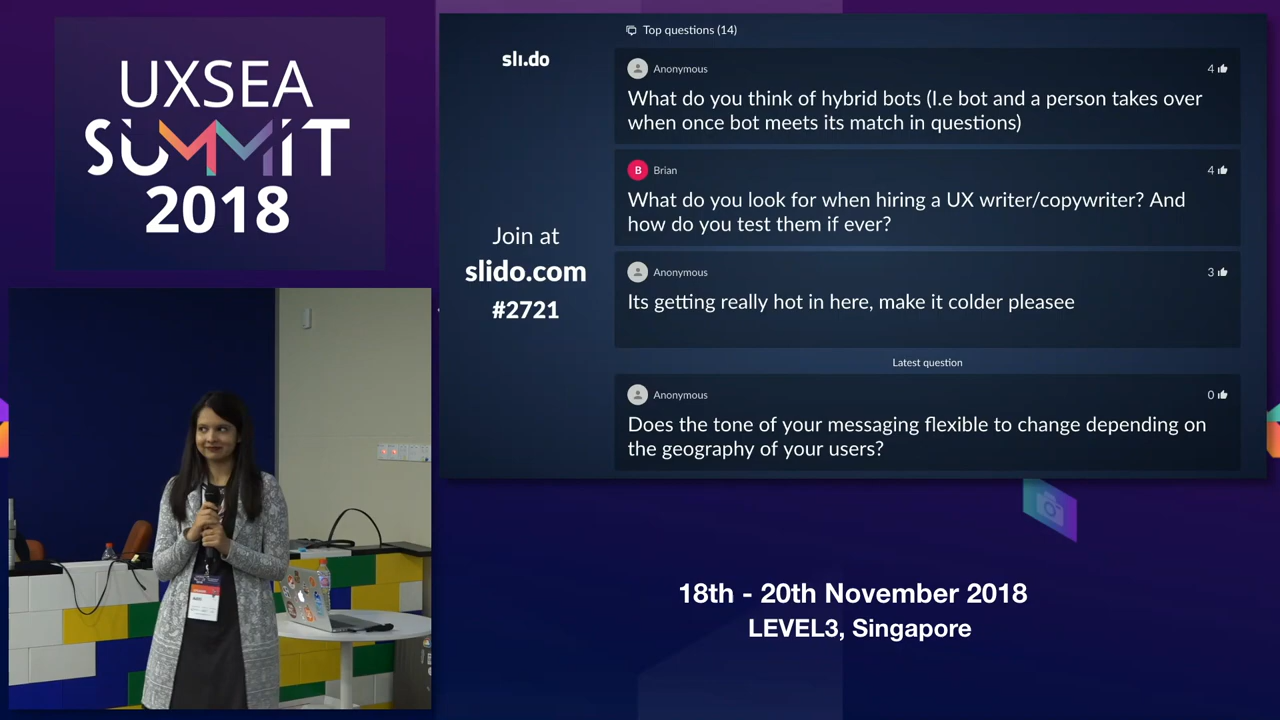 UXSEA
SUMMIT
2018
sli.do
Join at
slido.com
#2721
Top questions (14)
Anonymous
4
What do you think of hybrid bots (I.e bot and a person takes over
when once bot meets its match in questions)
B
Brian
4
What do you look for when hiring a UX writer/copywriter? And
how do you test them if ever?
Anonymous
3
Its getting really hot in here, make it colder pleasee
Latest question
Anonymous
0
Does the tone of your messaging flexible to change depending on
the geography of your users?
18th - 20th November 2018
LEVEL3, Singapore